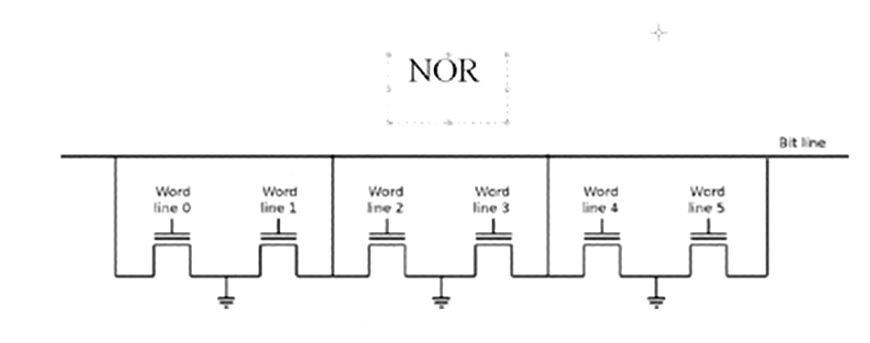 NOR
Bit line
Word
line 0
Word
line 1
Word
line 2
Word
line 3
Word
line 4
Word
line 5